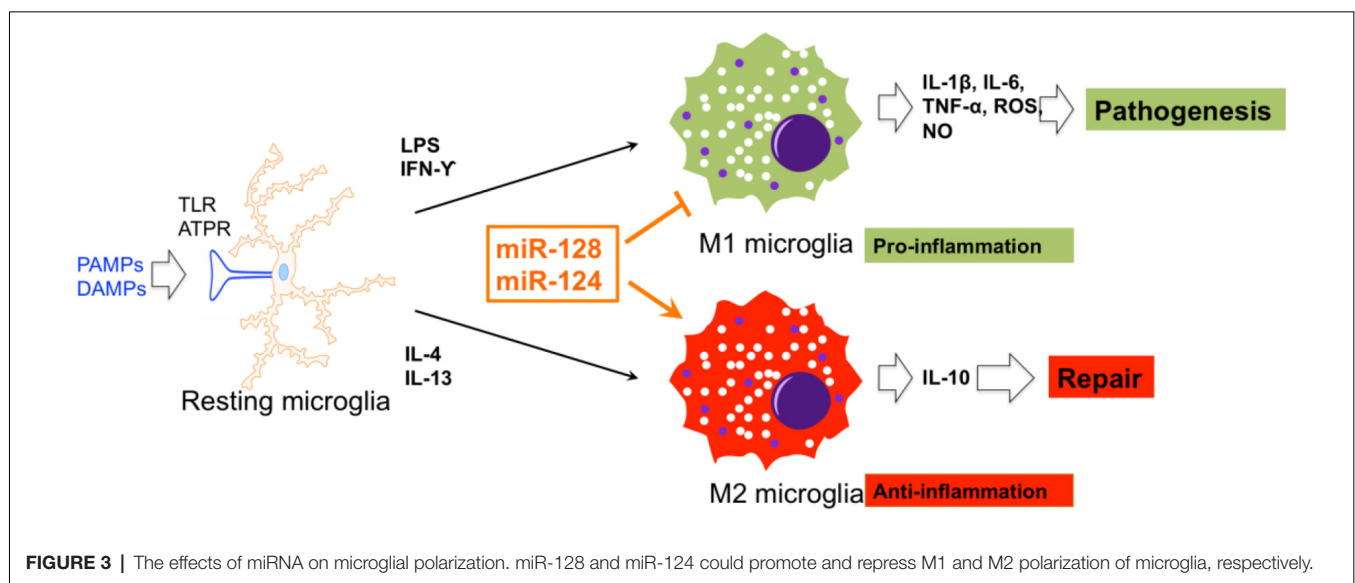 LPS
IFN-ϒ
TLR
ATPR
PAMPs
DAMPs
Resting microglia
IL-4
IL-13
miR-128
miR-124
M1 microglia
Pro-inflammation
IL-1β, IL-6,
TNF-α, ROS,
NO
Pathogenesis
M2 microglia
Anti-inflammation
IL-10
Repair
FIGURE 3 | The effects of miRNA on microglial polarization. miR-128 and miR-124 could promote and repress M1 and M2 polarization of microglia, respectively.